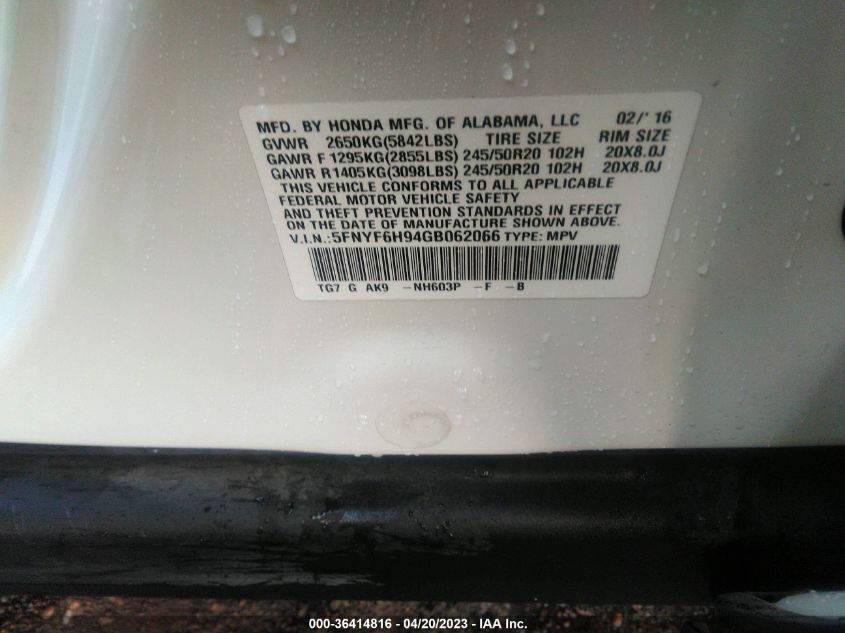 MFD. BY HONDA MFG. OF ALABAMA, LLC 02/' 16
GVWR 2650KG(5842LBS) TIRE SIZE RIM SIZE
GAWR F 1295KG(2855LBS) 245/50R20 102H 20X8.0J
GAWR R1405KG(3098LBS) 245/50R20 102H 20X8.0J
THIS VEHICLE CONFORMS TO ALL APPLICABLE
FEDERAL MOTOR VEHICLE SAFETY
AND THEFT PREVENTION STANDARDS IN EFFECT
ON THE DATE OF MANUFACTURE SHOWN ABOVE.
V.I.N.: 5FNYF6H94GB062066 TYPE: MPV
TG7 G AK9 -NH603P -F -B
000-36414816 - 04/20/2023 - IAA Inc.